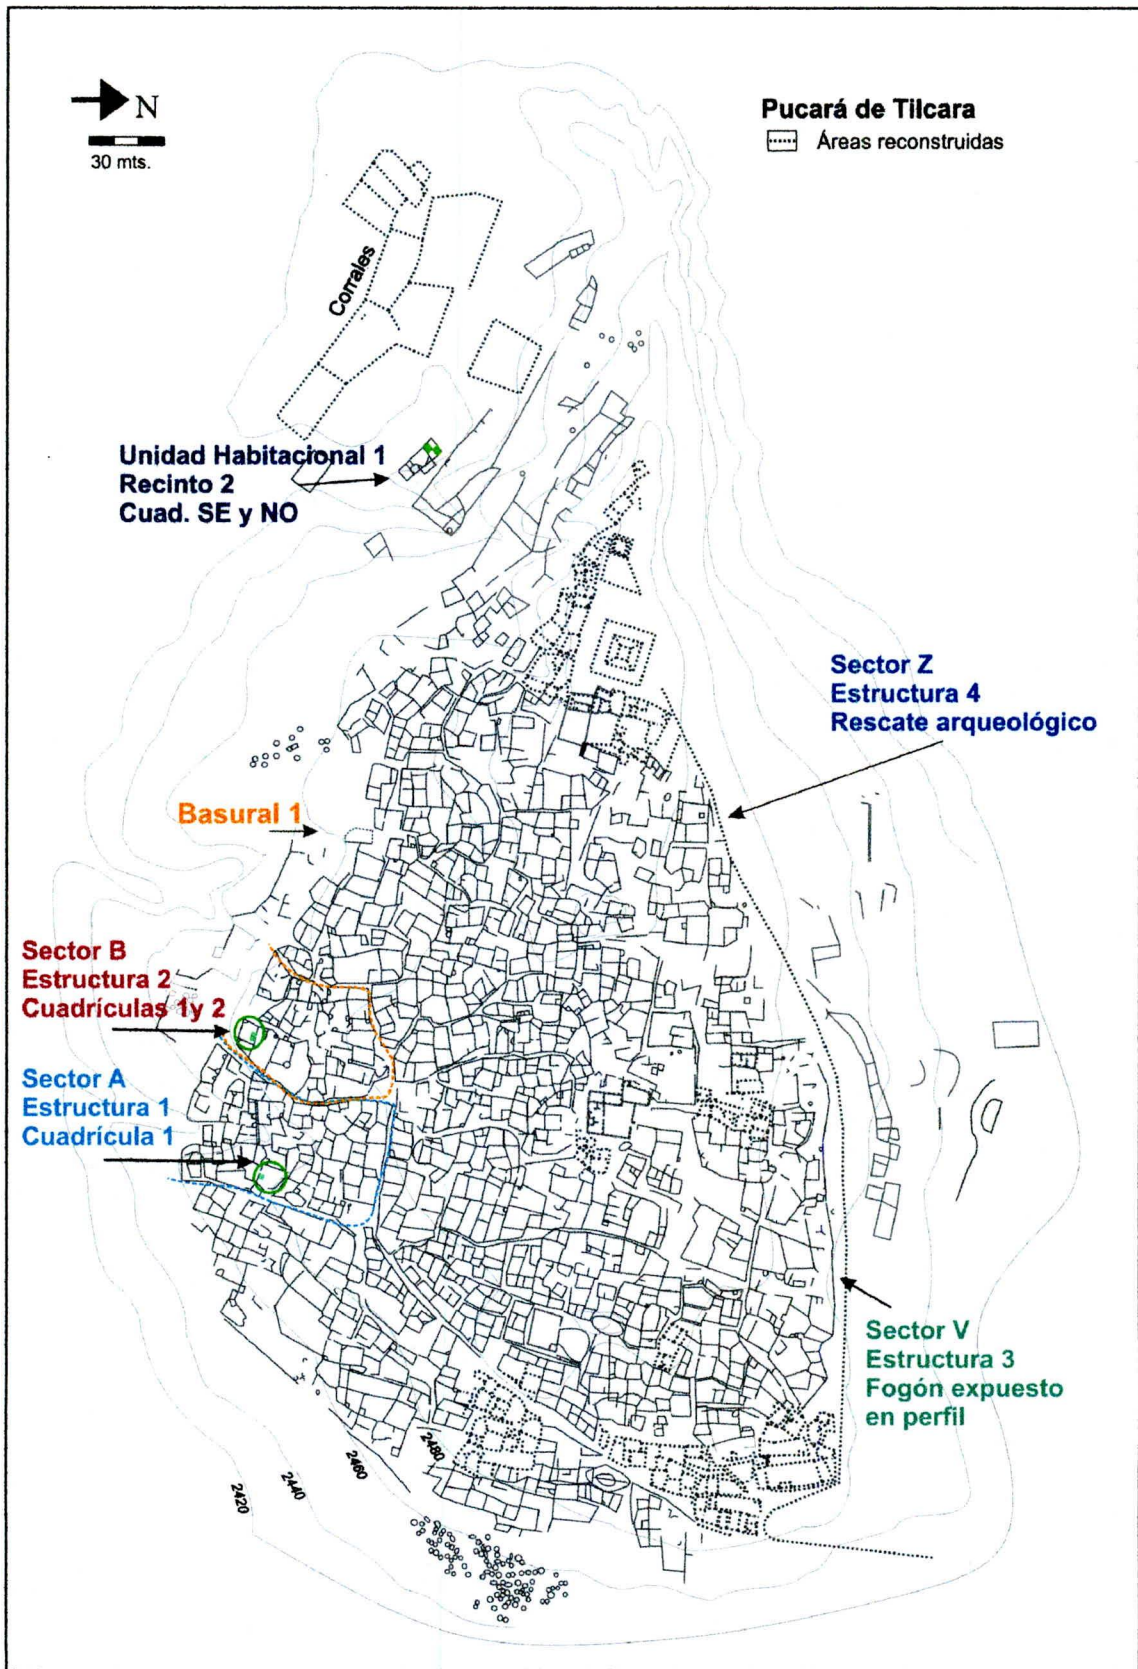 N
30 mts.
Pucará de Tilcara
Áreas reconstruidas
Corrales
Unidad Habitacional 1
Recinto 2
Cuad. SE y NO
Sector Z
Estructura 4
Rescate arqueológico
Basural 1
Sector B
Estructura 2
Cuadrículas 1y 2
Sector A
Estructura 1
Cuadrícula 1
Sector V
Estructura 3
Fogón expuesto
en perfil
2480
2460
2440
2420